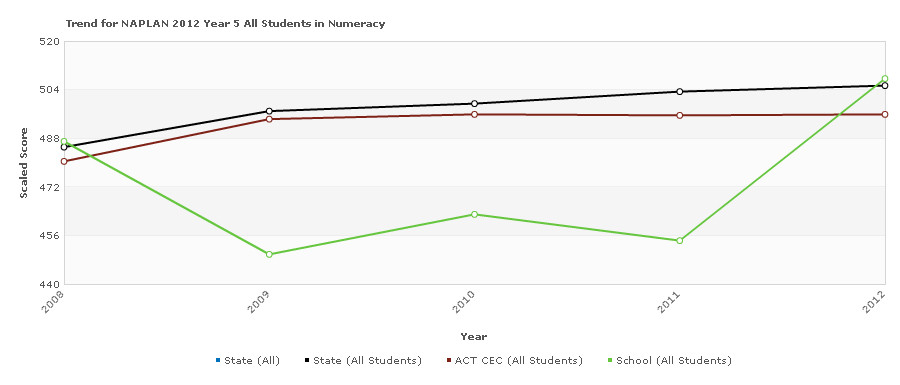 Trend for NAPLAN 2012 Year 5 All Students in Numeracy
520
504
488
472
456
440
Scaled Score
2008
2009
2010
2011
2012
Year
State (All)
State (All Students)
ACT CEC (All Students)
School (All Students)